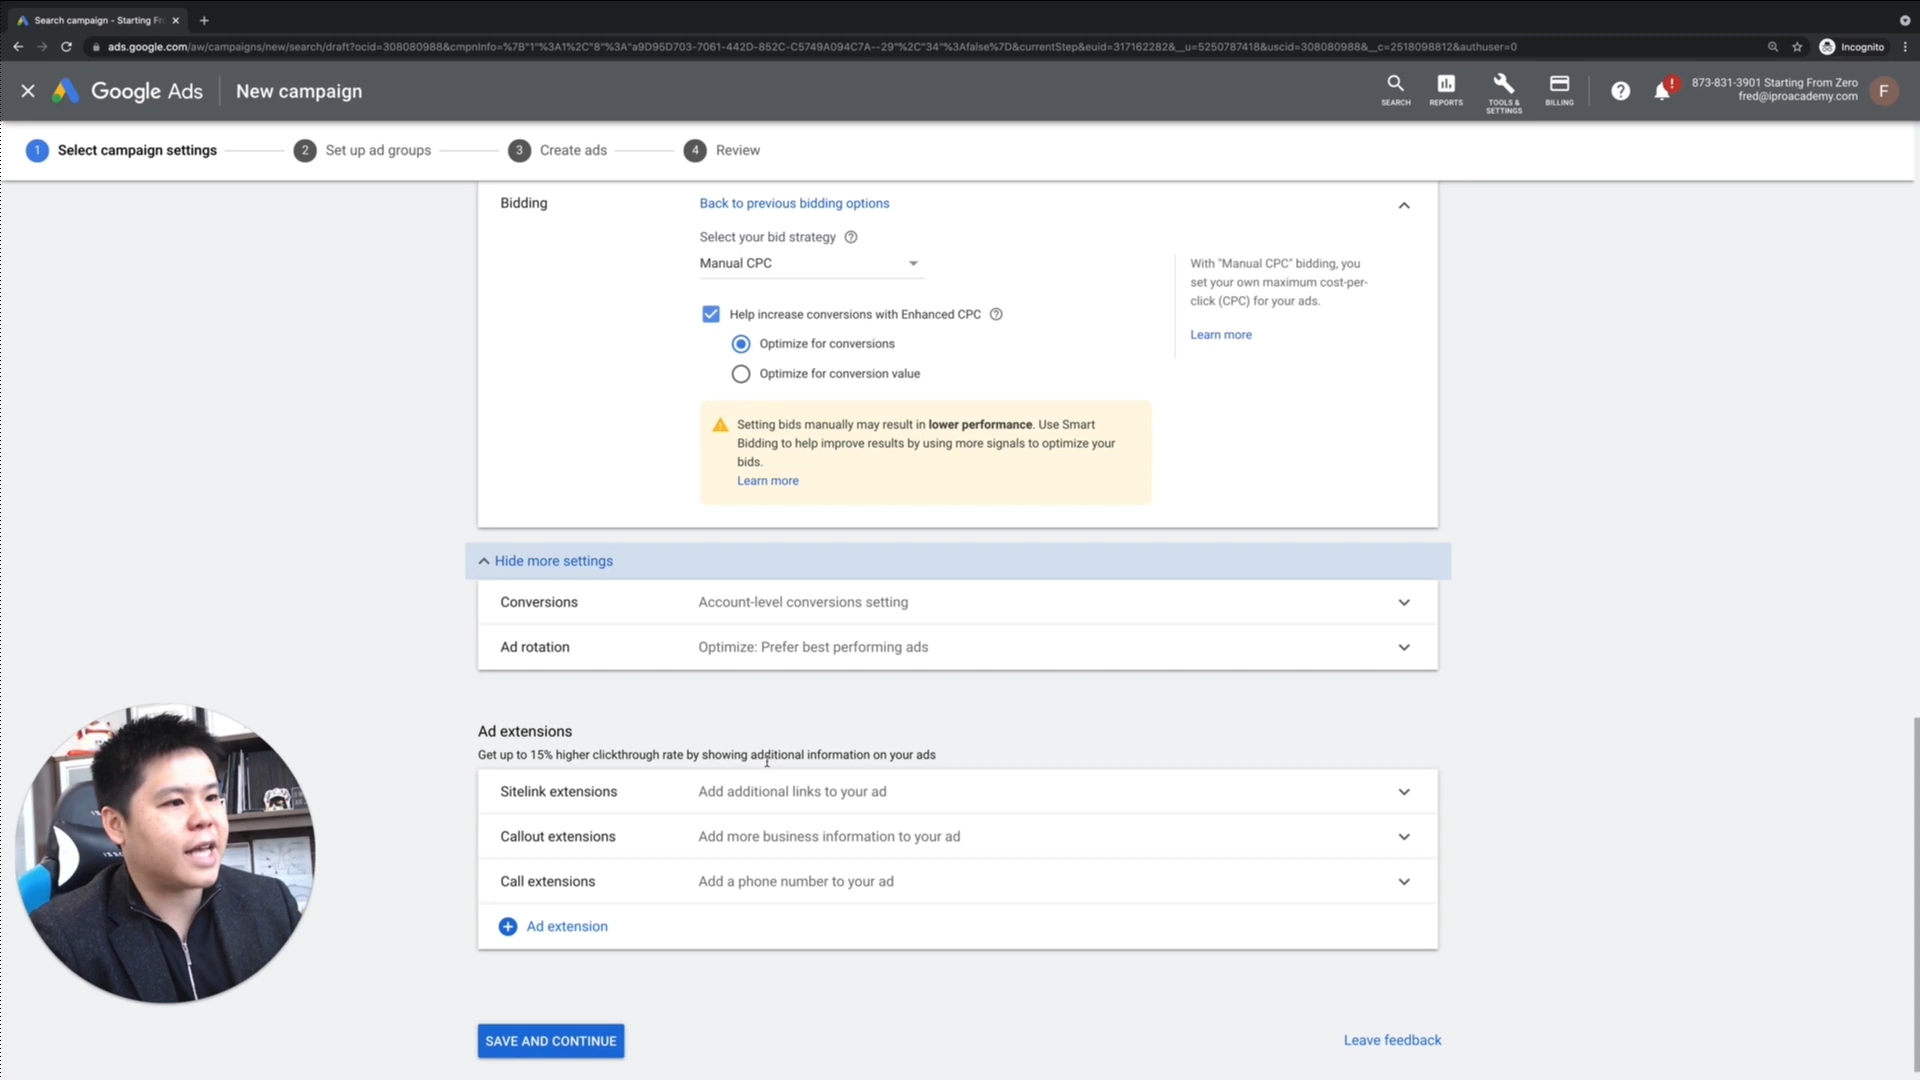 Search campaign - Starting Fr
ads.google.com/aw/campaigns/new/search/draft?ocid=308080988&cmpnInfo=%7B"1"%3A1%2C"8"%3A"a9D95D703-7061-442D-852C-C5749A094C7A--29"%2C"34"%3Afalse%7D&currentStep&euid=317162282&__u=5250787418&uscid=308080988&__c=2518098812&authuser=0
Incognito
Google Ads
New campaign
SEARCH
REPORTS
TOOLS & SETTINGS
BILLING
873-831-3901 Starting From Zero
fred@iproacademy.com
F
1 Select campaign settings
2 Set up ad groups
3 Create ads
4 Review
Bidding
Back to previous bidding options
Select your bid strategy
Manual CPC
With "Manual CPC" bidding, you
set your own maximum cost-per-
click (CPC) for your ads.
Learn more
Help increase conversions with Enhanced CPC
Optimize for conversions
Optimize for conversion value
Setting bids manually may result in lower performance. Use Smart
Bidding to help improve results by using more signals to optimize your
bids.
Learn more
Hide more settings
Conversions
Account-level conversions setting
Ad rotation
Optimize: Prefer best performing ads
Ad extensions
Get up to 15% higher clickthrough rate by showing additional information on your ads
Sitelink extensions
Add additional links to your ad
Callout extensions
Add more business information to your ad
Call extensions
Add a phone number to your ad
Ad extension
SAVE AND CONTINUE
Leave feedback